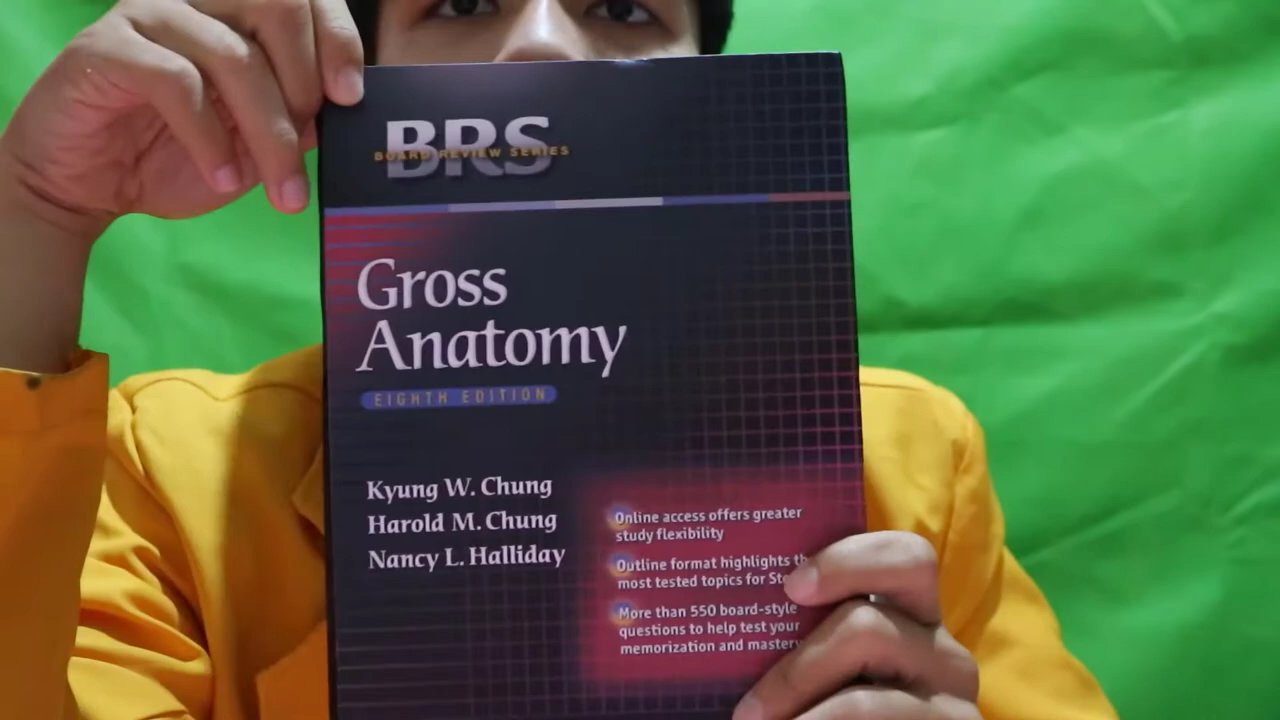 BRS
BOARD REVIEW SERIES
Gross
Anatomy
EIGHTH EDITION
Kyung W. Chung
Harold M. Chung
Nancy L. Halliday
Online access offers greater
study flexibility
Outline format highlights
most tested topics for
More than 550 board-style
questions to help test your
memorization and mastery